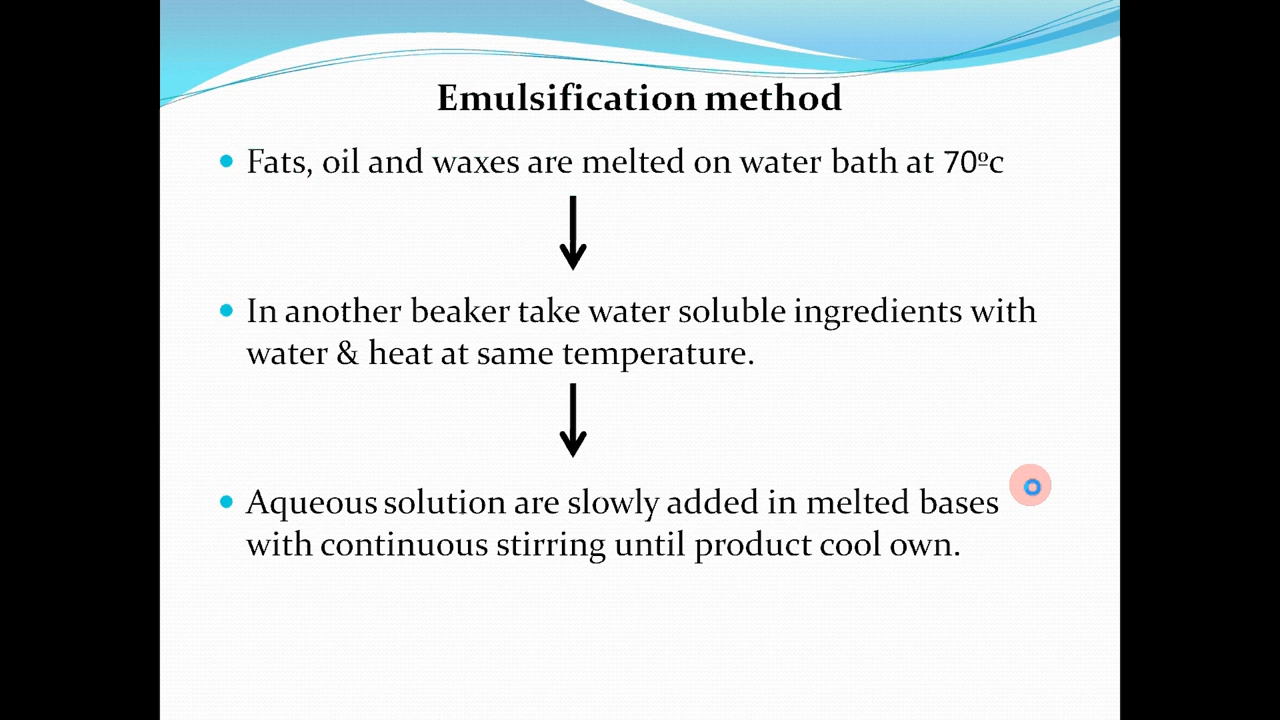 Emulsification method
Fats, oil and waxes are melted on water bath at 70ºc
In another beaker take water soluble ingredients with
water & heat at same temperature.
Aqueous solution are slowly added in melted bases
with continuous stirring until product cool own.